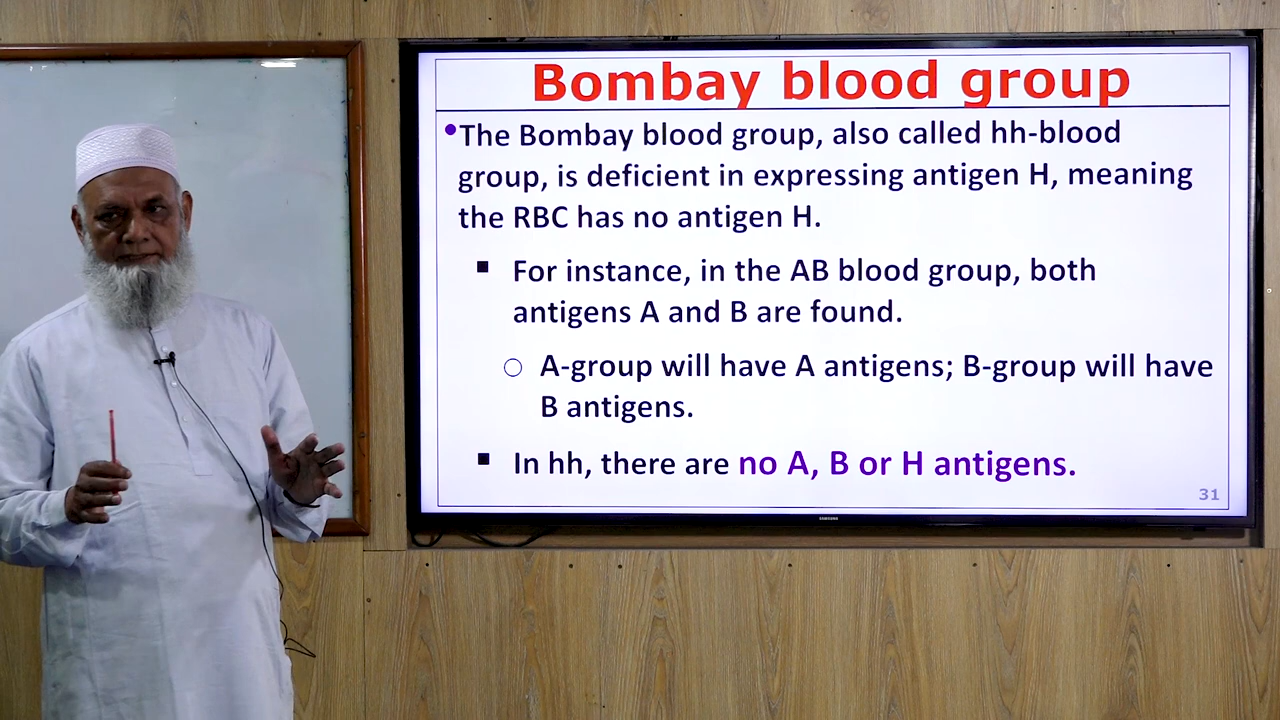 Bombay blood group
•The Bombay blood group, also called hh-blood
group, is deficient in expressing antigen H, meaning
the RBC has no antigen H.
▪ For instance, in the AB blood group, both
antigens A and B are found.
○ A-group will have A antigens; B-group will have
B antigens.
▪ In hh, there are no A, B or H antigens.
31
SAMSUNG